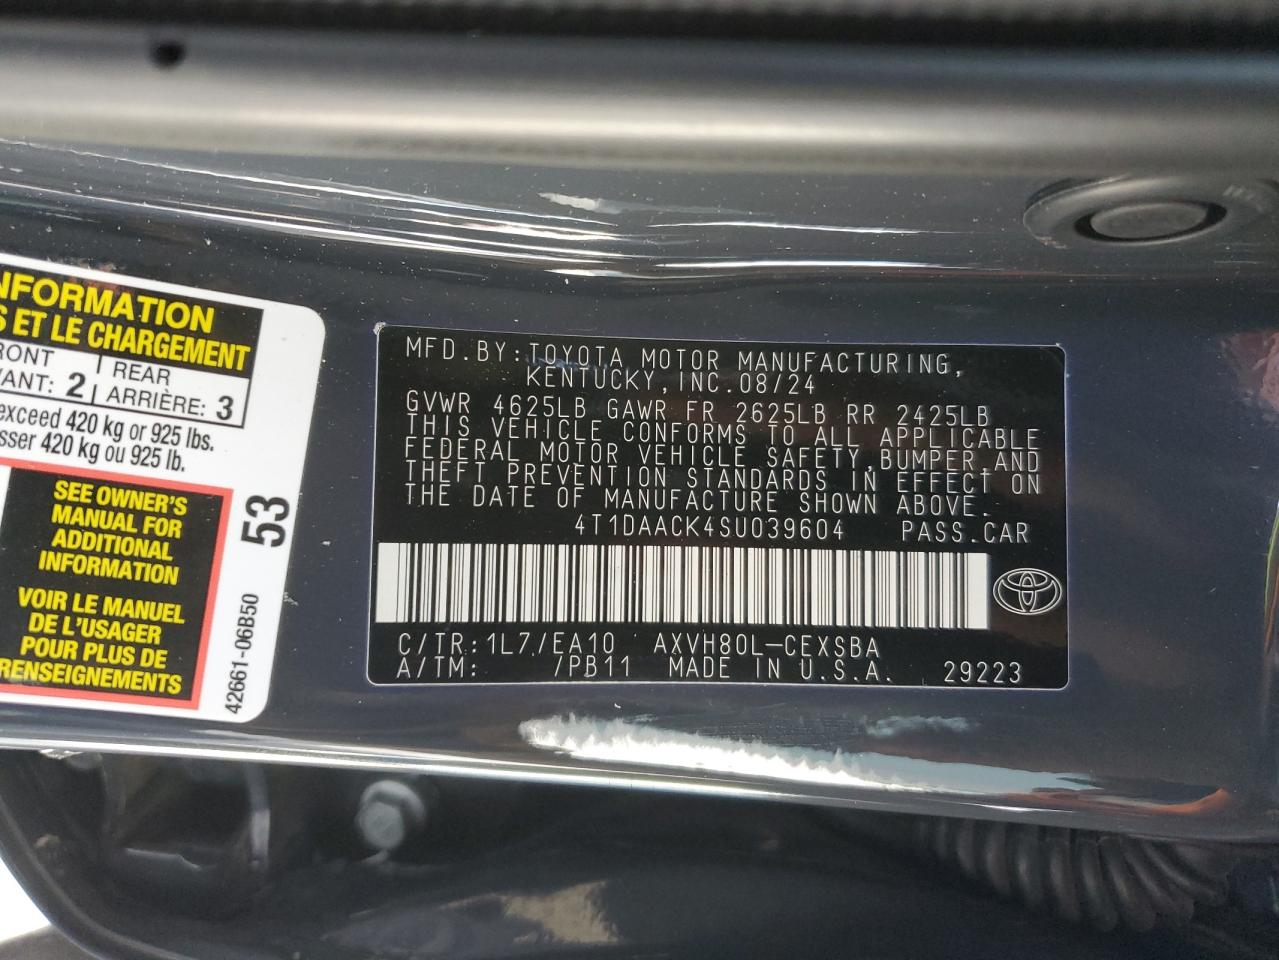 NFORMATION
S ET LE CHARGEMENT
RONT
VANT: 2
REAR
ARRIÈRE: 3
exceed 420 kg or 925 lbs.
sser 420 kg ou 925 lb.
SEE OWNER'S
MANUAL FOR
ADDITIONAL
INFORMATION
VOIR LE MANUEL
DE L'USAGER
POUR PLUS DE
RENSEIGNEMENTS
53
42661-06B50
MFD.BY:TOYOTA MOTOR MANUFACTURING,
KENTUCKY,INC.08/24
GVWR 4625LB GAWR FR 2625LB RR 2425LB
THIS VEHICLE CONFORMS TO ALL APPLICABLE
FEDERAL MOTOR VEHICLE SAFETY,BUMPER,AND
THEFT PREVENTION STANDARDS IN EFFECT ON
THE DATE OF MANUFACTURE SHOWN ABOVE.
4T1DAACK4SU039604 PASS.CAR
C/TR:1L7/EA10 AXVH80L-CEXSBA
A/TM: /PB11 MADE IN U.S.A. 29223